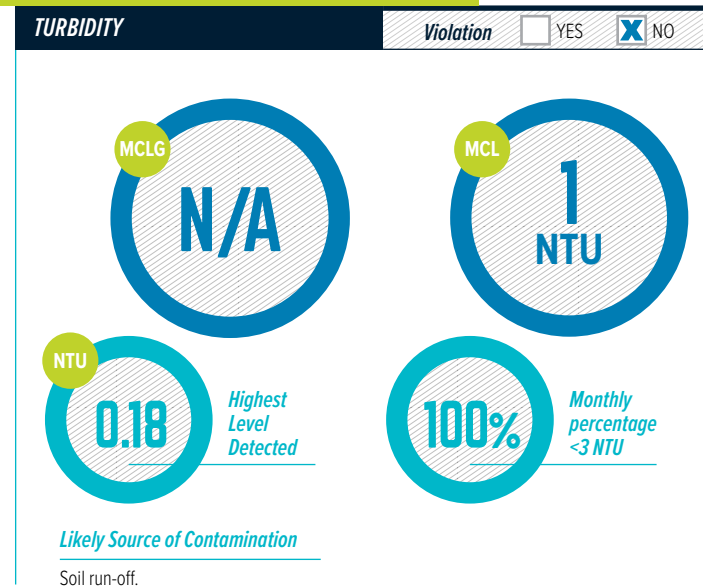 TURBIDITY
Violation YES X NO
MCLG
N/A
MCL
1
NTU
NTU
0.18
Highest
Level
Detected
100%
Monthly
percentage
<3 NTU
Likely Source of Contamination
Soil run-off.